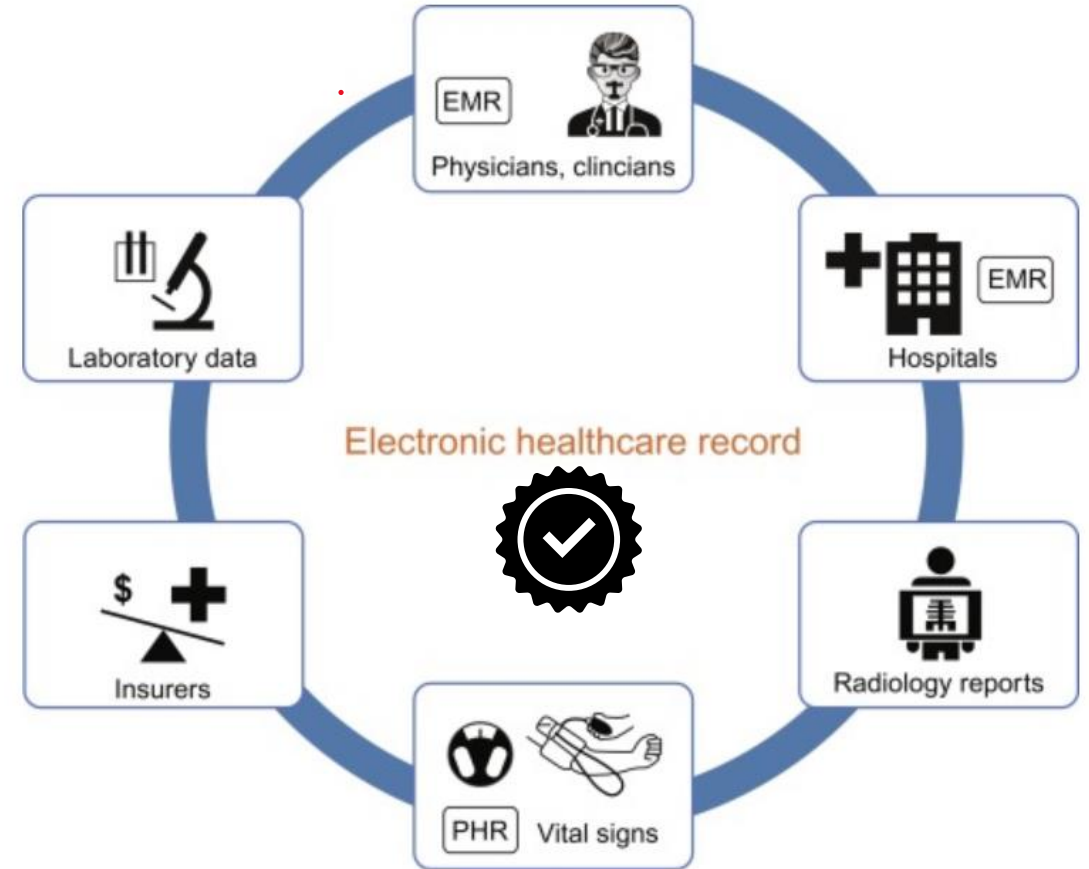 EMR
Physicians, clincians
Laboratory data
EMR
Hospitals
Electronic healthcare record
$
Insurers
Radiology reports
PHR
Vital signs